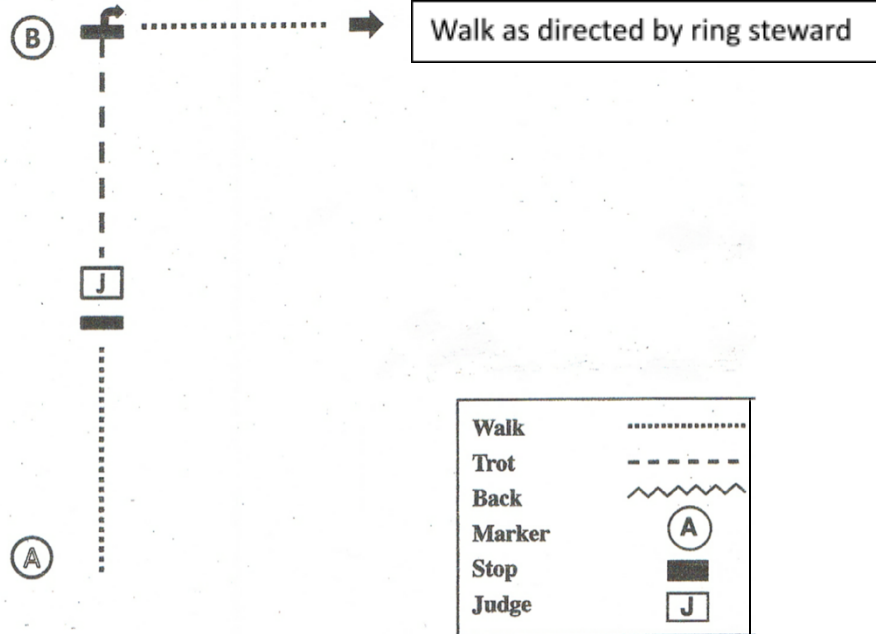 B
Walk as directed by ring steward
J
A
Walk
Trot
Back
Marker A
Stop
Judge J